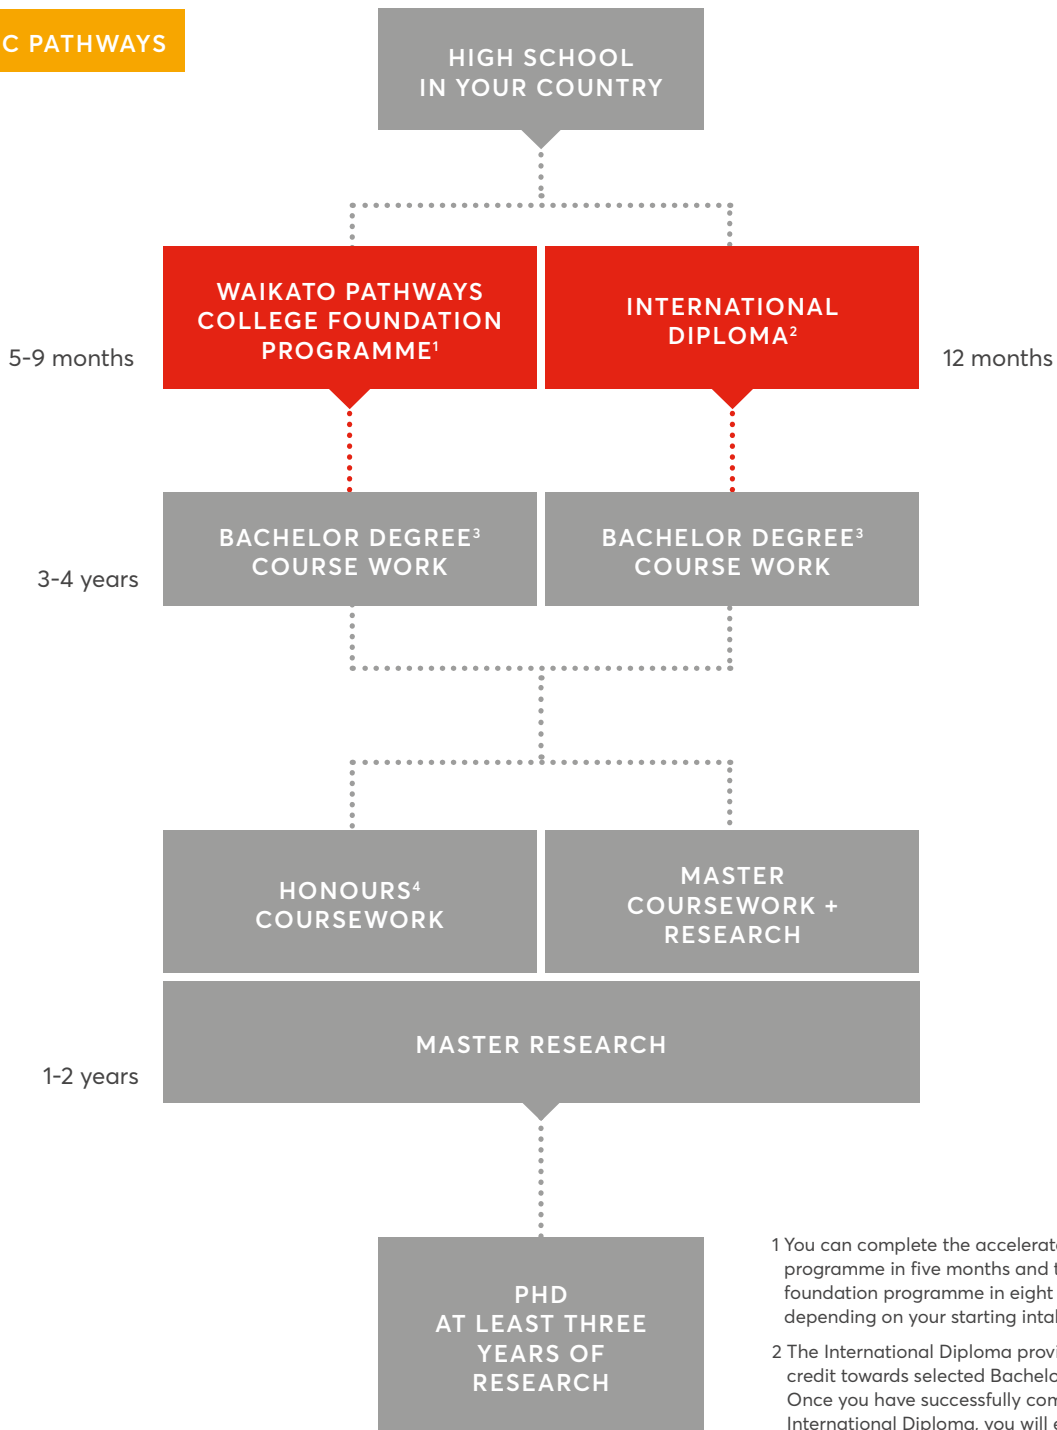 C PATHWAYS
HIGH SCHOOL
IN YOUR COUNTRY
WAIKATO PATHWAYS
COLLEGE FOUNDATION
PROGRAMME¹
INTERNATIONAL
DIPLOMA²
5-9 months
12 months
BACHELOR DEGREE³
COURSE WORK
BACHELOR DEGREE³
COURSE WORK
3-4 years
HONOURS⁴
COURSEWORK
MASTER
COURSEWORK +
RESEARCH
MASTER RESEARCH
1-2 years
PHD
AT LEAST THREE
YEARS OF
RESEARCH
1 You can complete the accelerat
programme in five months and t
foundation programme in eight
depending on your starting inta
2 The International Diploma provi
credit towards selected Bachelo
Once you have successfully com
International Diploma, you will e